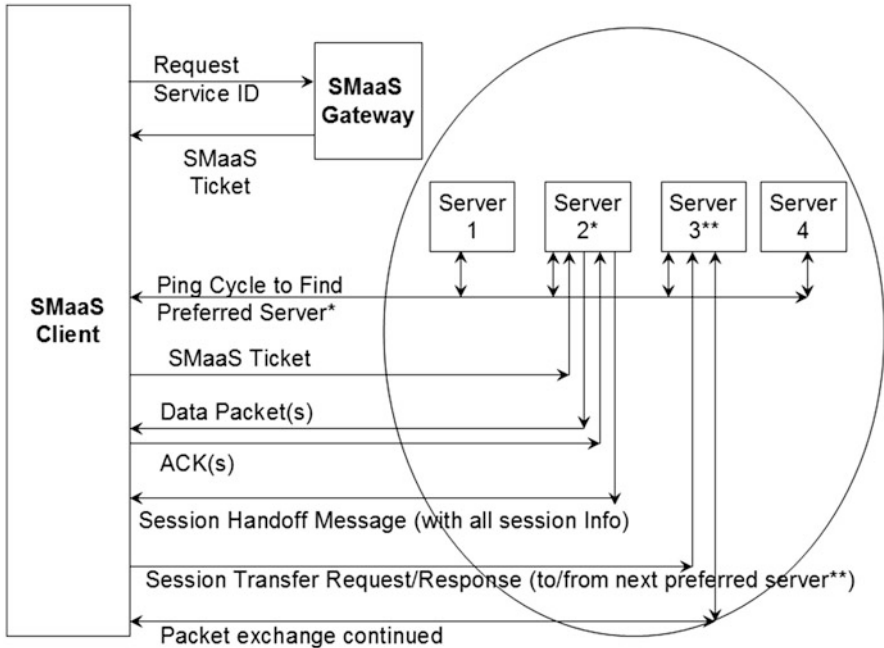 Request
Service ID
SMaaS
Gateway
SMaaS
Ticket
Server
1
Server
2*
Server
3**
Server
4
SMaaS
Client
Ping Cycle to Find
Preferred Server*
SMaaS Ticket
Data Packet(s)
ACK(s)
Session Handoff Message (with all session Info)
Session Transfer Request/Response (to/from next preferred server**)
Packet exchange continued